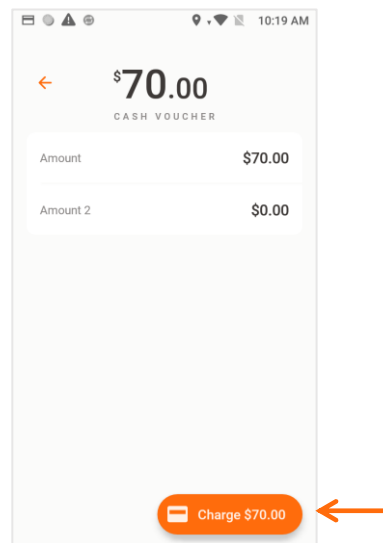 10:19 AM
$70.00
CASH VOUCHER
Amount $70.00
Amount 2 $0.00
Charge $70.00